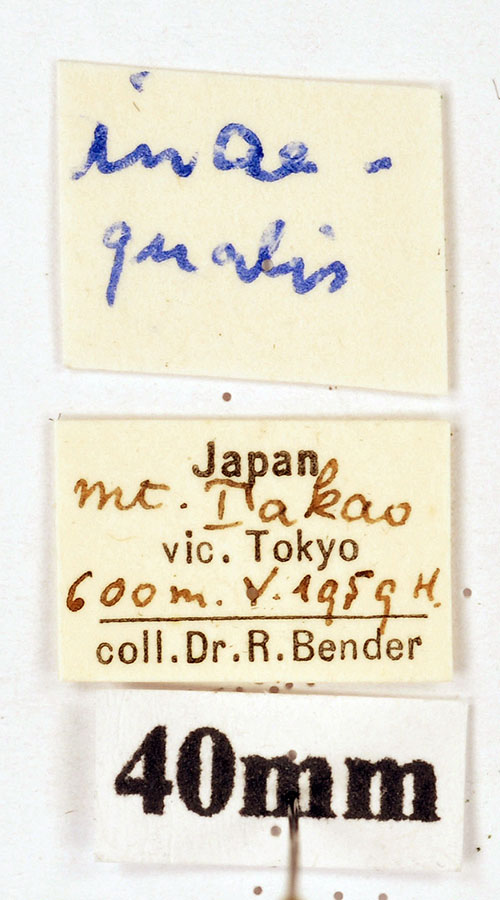 inae-
qualis
Japan
Mt. Takao
vic. Tokyo
600m. V. 1959 H.
coll. Dr. R. Bender
40mm